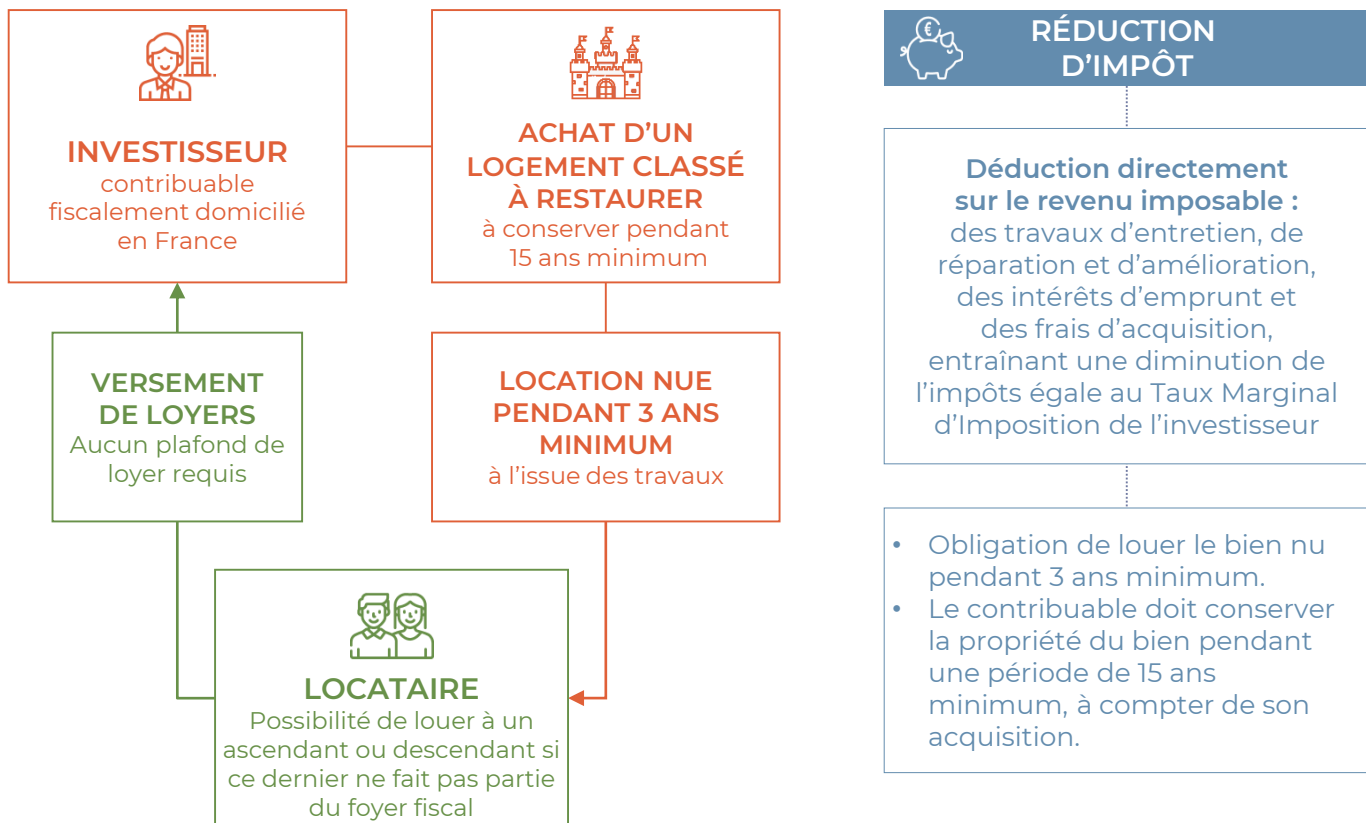 INVESTISSEUR
contribuable
fiscalement domicilié
en France
ACHAT D’UN
LOGEMENT CLASSÉ
À RESTAURER
à conserver pendant
15 ans minimum
LOCATION NUE
PENDANT 3 ANS
MINIMUM
à l’issue des travaux
LOCATAIRE
Possibilité de louer à un
ascendant ou descendant si
ce dernier ne fait pas partie
du foyer fiscal
VERSEMENT
DE LOYERS
Aucun plafond de
loyer requis
€
RÉDUCTION
D’IMPÔT
Déduction directement
sur le revenu imposable :
des travaux d’entretien, de
réparation et d’amélioration,
des intérêts d’emprunt et
des frais d’acquisition,
entraînant une diminution de
l’impôts égale au Taux Marginal
d’Imposition de l’investisseur
• Obligation de louer le bien nu
pendant 3 ans minimum.
• Le contribuable doit conserver
la propriété du bien pendant
une période de 15 ans
minimum, à compter de son
acquisition.